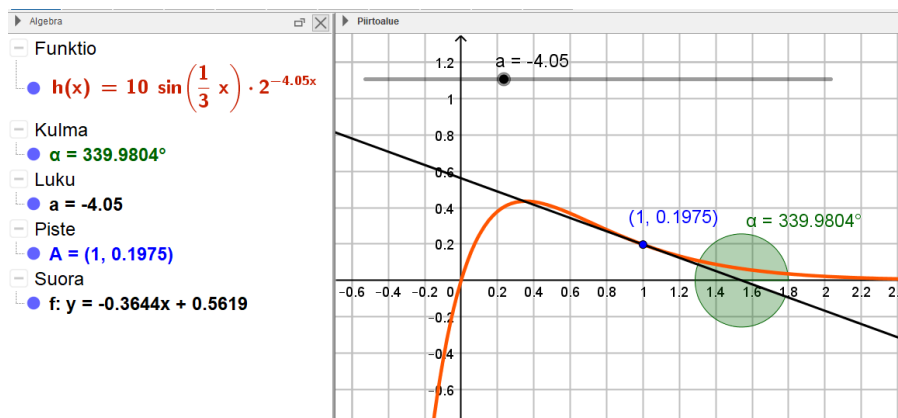 Algebra
Funktio
h(x) = 10 sin(1/3 x) · 2^(-4.05x)
Kulma
α = 339.9804°
Luku
a = -4.05
Piste
A = (1, 0.1975)
Suora
f: y = -0.3644x + 0.5619
Piirtoalue
a = -4.05
1.2
1
0.8
0.6
0.4
0.2
(1, 0.1975)
α = 339.9804°
-0.6 -0.4 -0.2 0 0.2 0.4 0.6 0.8 1 1.2 1.4 1.6 1.8 2 2.2 2.4
−0.2
−0.4
−0.6